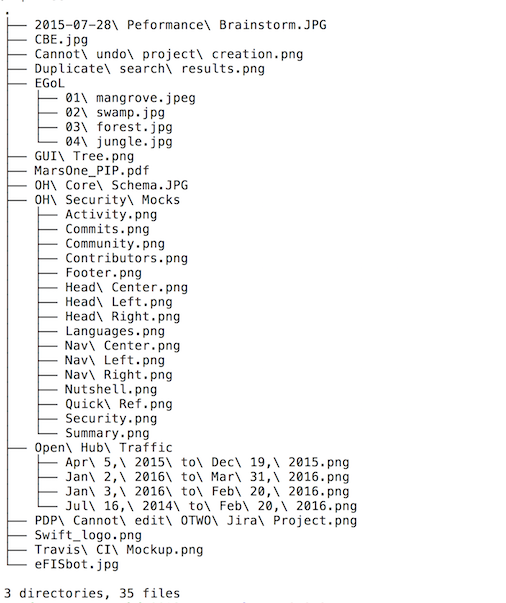 .
├── 2015-07-28\ Peformance\ Brainstorm.JPG
├── CBE.jpg
├── Cannot\ undo\ project\ creation.png
├── Duplicate\ search\ results.png
├── EGoL
│   ├── 01\ mangrove.jpeg
│   ├── 02\ swamp.jpg
│   ├── 03\ forest.jpg
│   └── 04\ jungle.jpg
├── GUI\ Tree.png
├── MarsOne_PIP.pdf
├── OH\ Core\ Schema.JPG
├── OH\ Security\ Mocks
│   ├── Activity.png
│   ├── Commits.png
│   ├── Community.png
│   ├── Contributors.png
│   ├── Footer.png
│   ├── Head\ Center.png
│   ├── Head\ Left.png
│   ├── Head\ Right.png
│   ├── Languages.png
│   ├── Nav\ Center.png
│   ├── Nav\ Left.png
│   ├── Nav\ Right.png
│   ├── Nutshell.png
│   ├── Quick\ Ref.png
│   ├── Security.png
│   └── Summary.png
├── Open\ Hub\ Traffic
│   ├── Apr\ 5,\ 2015\ to\ Dec\ 19,\ 2015.png
│   ├── Jan\ 2,\ 2016\ to\ Mar\ 31,\ 2016.png
│   ├── Jan\ 3,\ 2016\ to\ Feb\ 20,\ 2016.png
│   └── Jul\ 16,\ 2014\ to\ Feb\ 20,\ 2016.png
├── PDP\ Cannot\ edit\ OTWO\ Jira\ Project.png
├── Swift_logo.png
├── Travis\ CI\ Mockup.png
└── eFISbot.jpg

3 directories, 35 files